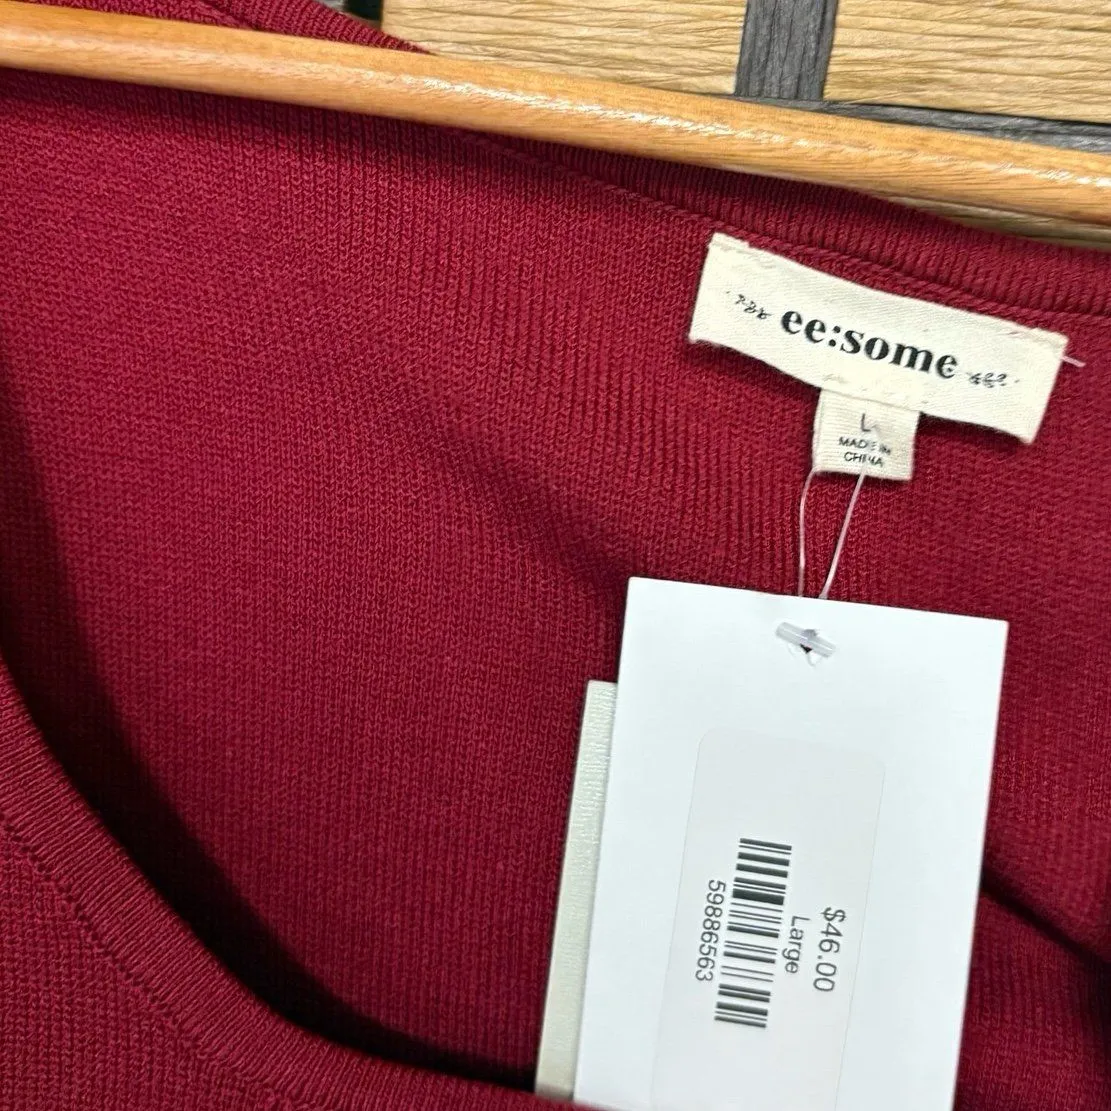 ee:some
L
MADE IN
CHINA
$46.00
Large
59886563